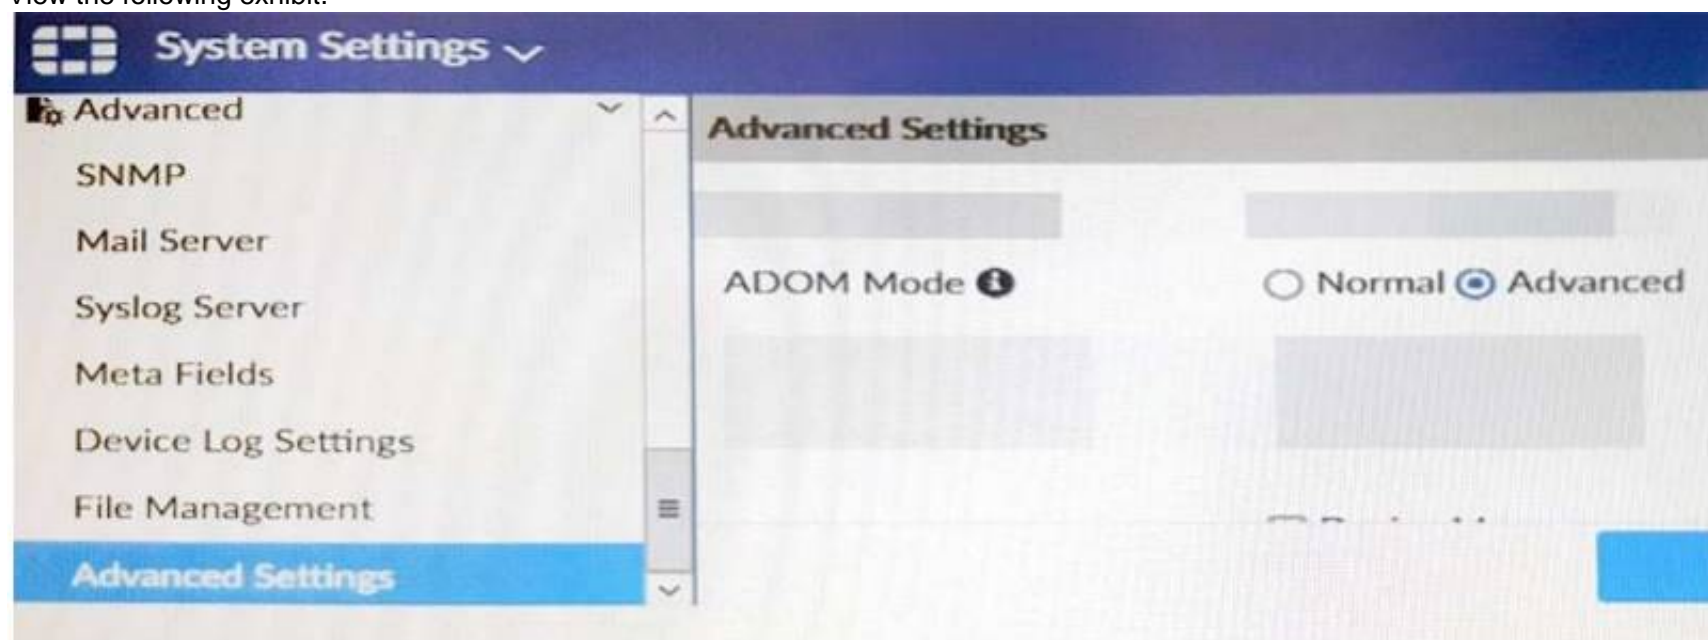 View the following exhibit.
System Settings
Advanced
SNMP
Mail Server
Syslog Server
Meta Fields
Device Log Settings
File Management
Advanced Settings
Advanced Settings
ADOM Mode
Normal Advanced